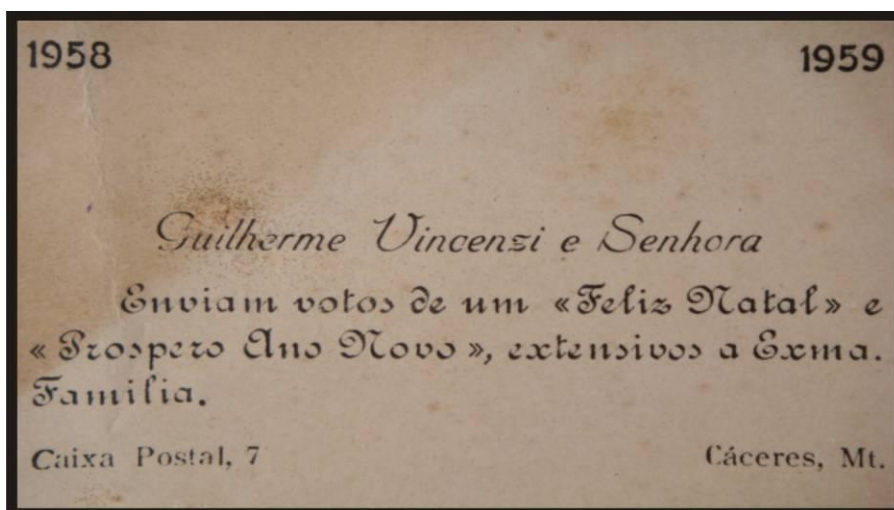 1958 1959
Guilherme Vincenzi e Senhora
Enviam votos de um «Feliz Natal» e
«Prospero Ano Novo», extensivos a Exma.
Familia.
Caixa Postal, 7 Cáceres, Mt.